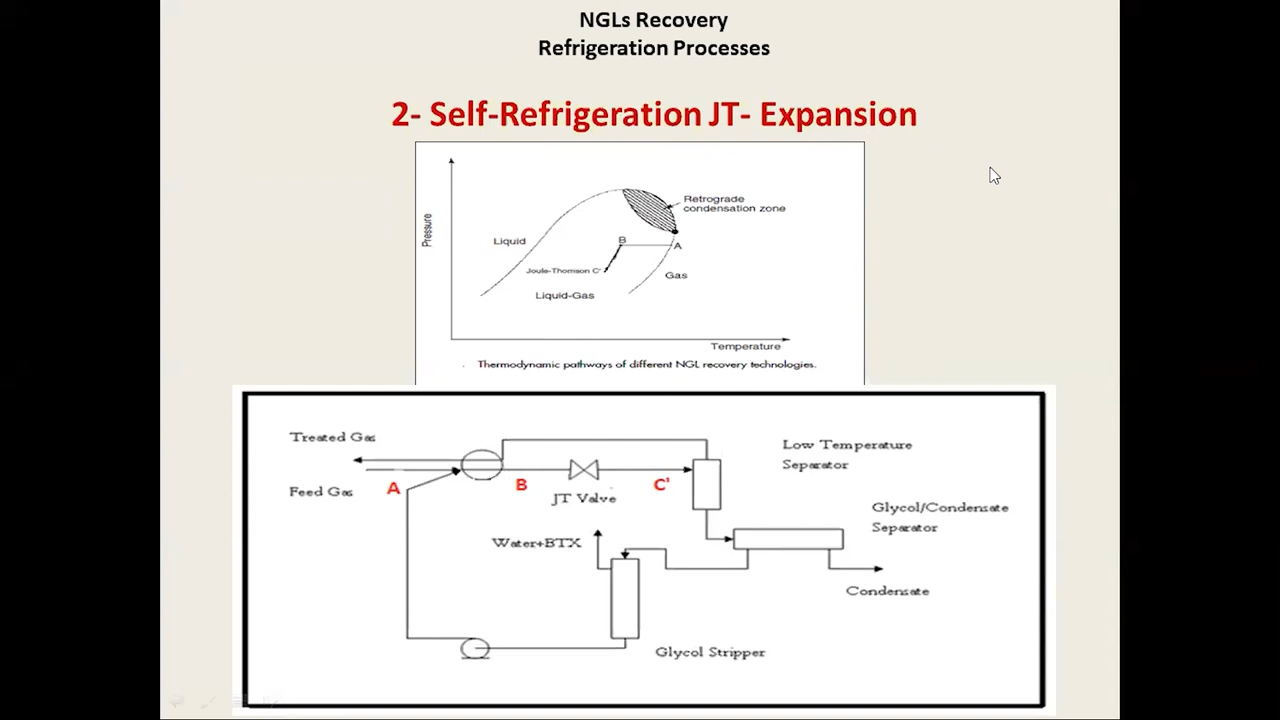 NGLs Recovery
Refrigeration Processes
2- Self-Refrigeration JT- Expansion
Pressure
Retrograde
condensation zone
Liquid
B
A
Joule-Thomson C'
Gas
Liquid-Gas
Temperature
Thermodynamic pathways of different NGL recovery technologies.
Treated Gas
Low Temperature
Separator
Feed Gas
A
B
C'
JT Valve
Glycol/Condensate
Separator
Water+BTX
Condensate
Glycol Stripper